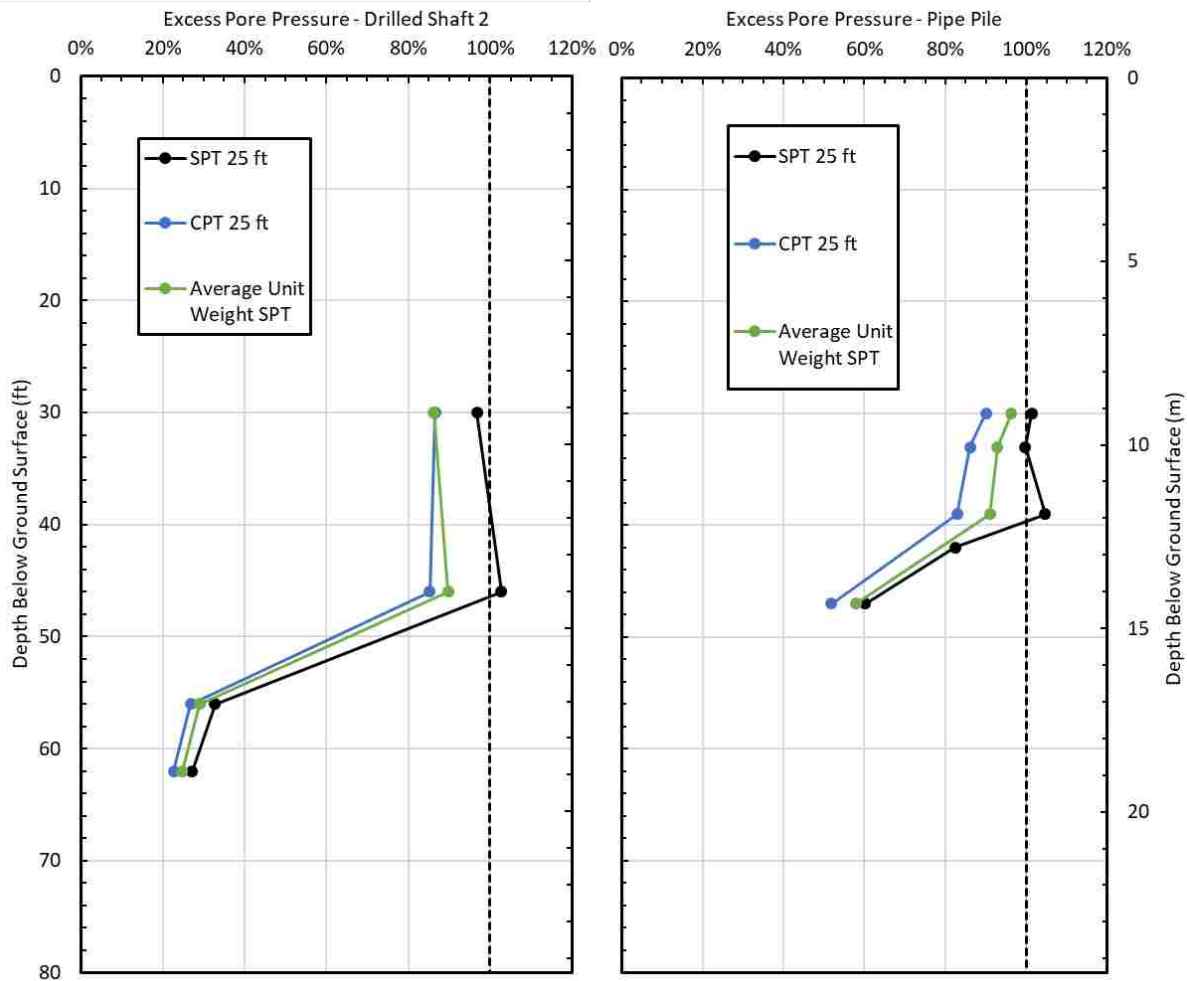 Excess Pore Pressure - Drilled Shaft 2
0% 20% 40% 60% 80% 100% 120%
0
10
20
30
40
50
60
70
80
Depth Below Ground Surface (ft)
SPT 25 ft
CPT 25 ft
Average Unit
Weight SPT
Excess Pore Pressure - Pipe Pile
0% 20% 40% 60% 80% 100% 120%
SPT 25 ft
CPT 25 ft
Average Unit
Weight SPT
0
5
10
15
20
Depth Below Ground Surface (m)